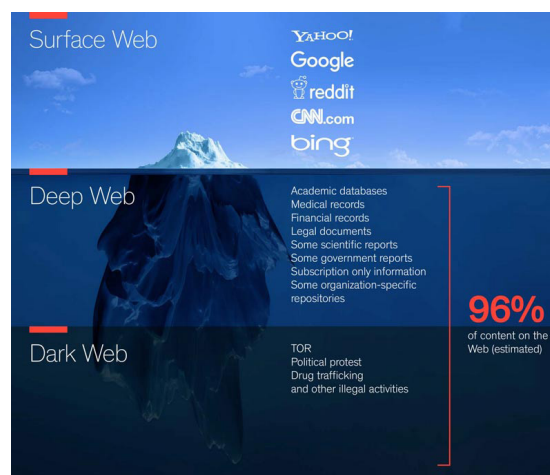 Surface Web
YAHOO!
Google
reddit
CNN.com
bing
Deep Web
Academic databases
Medical records
Financial records
Legal documents
Some scientific reports
Some government reports
Subscription only information
Some organization-specific
repositories
96%
of content on the
Web (estimated)
Dark Web
TOR
Political protest
Drug trafficking
and other illegal activities